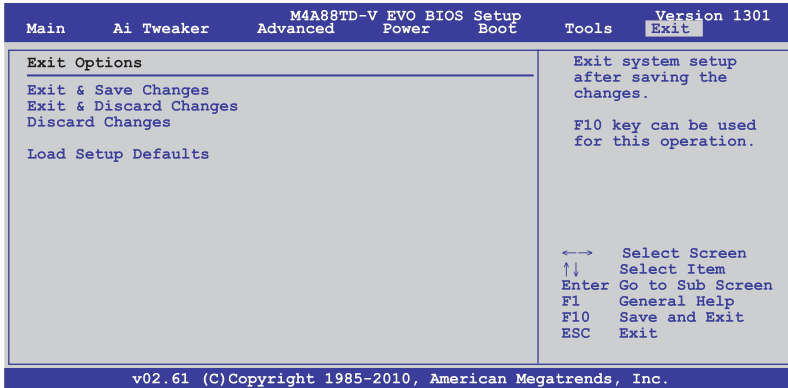 M4A88TD-V EVO BIOS Setup Version 1301
Main Ai Tweaker Advanced Power Boot Tools Exit
Exit Options
Exit & Save Changes
Exit & Discard Changes
Discard Changes
Load Setup Defaults
Exit system setup
after saving the
changes.
F10 key can be used
for this operation.
←→ Select Screen
↑↓ Select Item
Enter Go to Sub Screen
F1 General Help
F10 Save and Exit
ESC Exit
v02.61 (C)Copyright 1985-2010, American Megatrends, Inc.